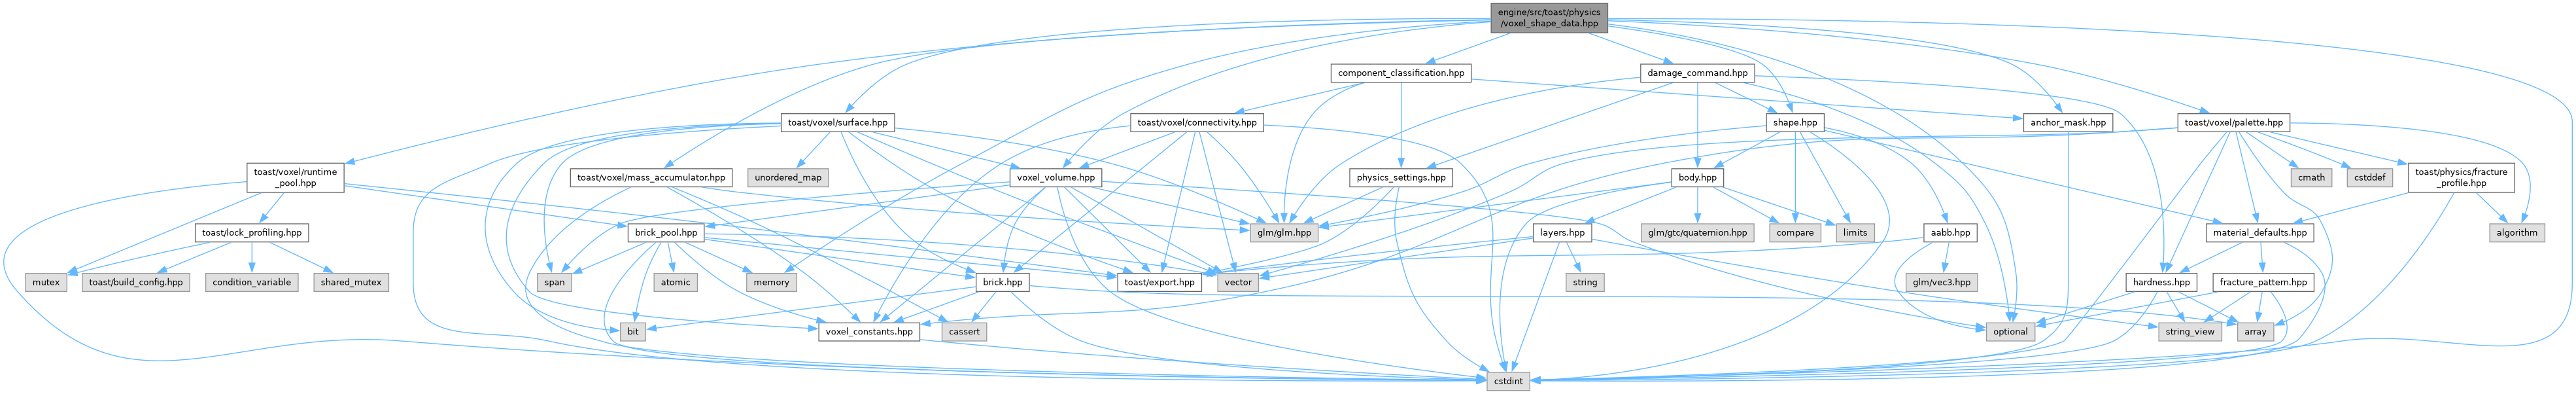 engine/src/toast/physics
/voxel_shape_data.hpp
component_classification.hpp
damage_command.hpp
toast/voxel/surface.hpp
toast/voxel/connectivity.hpp
shape.hpp
anchor_mask.hpp
toast/voxel/palette.hpp
toast/voxel/runtime
_pool.hpp
unordered_map
toast/voxel/mass_accumulator.hpp
voxel_volume.hpp
physics_settings.hpp
body.hpp
cmath
cstddef
toast/physics/fracture
_profile.hpp
toast/lock_profiling.hpp
brick_pool.hpp
glm/glm.hpp
layers.hpp
glm/gtc/quaternion.hpp
compare
limits
aabb.hpp
material_defaults.hpp
algorithm
mutex
toast/build_config.hpp
condition_variable
shared_mutex
span
atomic
memory
brick.hpp
toast/export.hpp
vector
string
glm/vec3.hpp
hardness.hpp
fracture_pattern.hpp
bit
voxel_constants.hpp
cassert
optional
string_view
array
cstdint